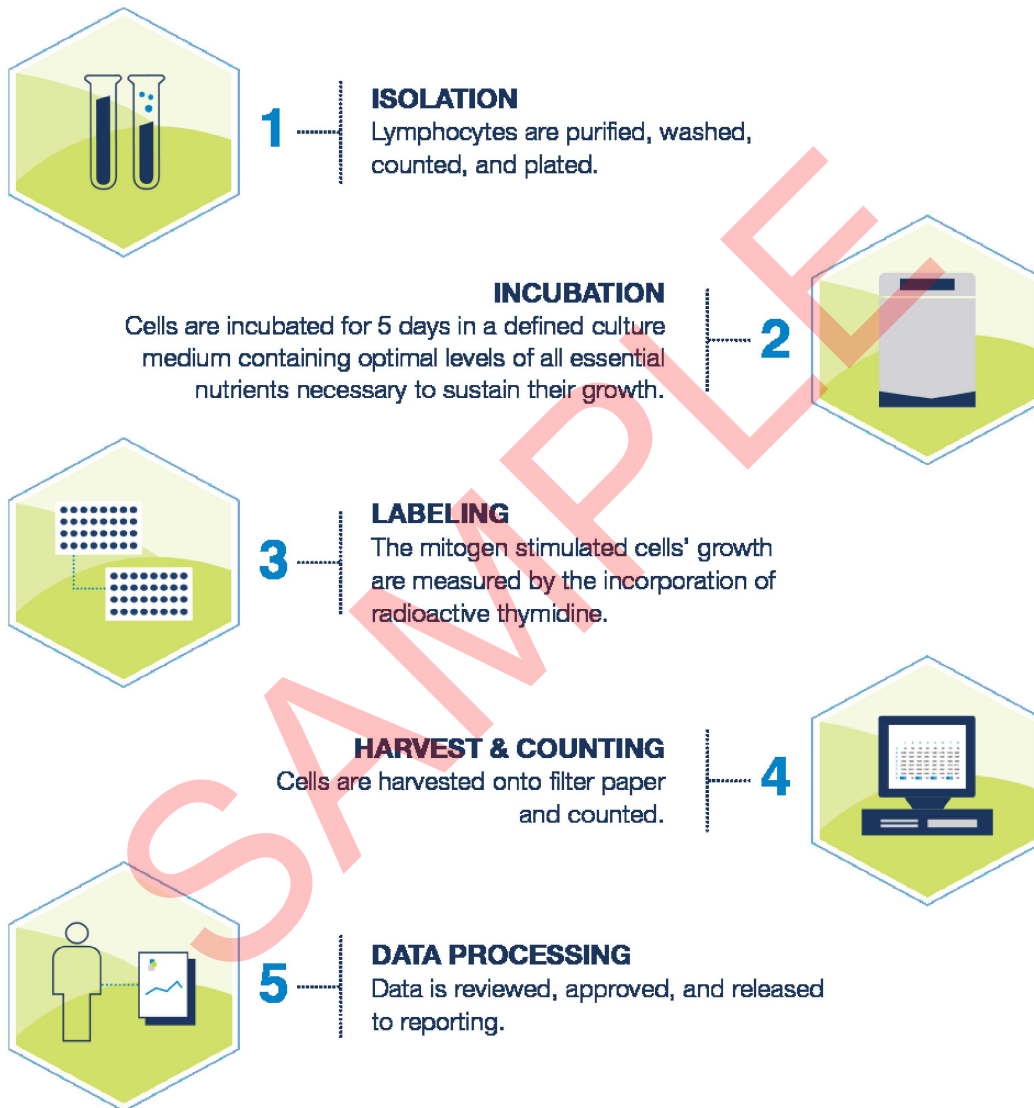 1
ISOLATION
Lymphocytes are purified, washed,
counted, and plated.
INCUBATION
Cells are incubated for 5 days in a defined culture
medium containing optimal levels of all essential
nutrients necessary to sustain their growth.
2
3
LABELING
The mitogen stimulated cells' growth
are measured by the incorporation of
radioactive thymidine.
HARVEST & COUNTING
Cells are harvested onto filter paper
and counted.
4
5
DATA PROCESSING
Data is reviewed, approved, and released
to reporting.
SAMPLE